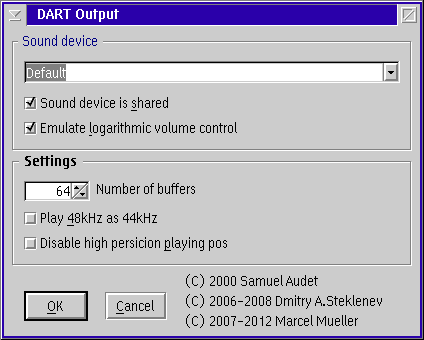 DART Output
Sound device
Default
Sound device is shared
Emulate logarithmic volume control
Settings
64 Number of buffers
Play 48kHz as 44kHz
Disable high persicion playing pos
(C) 2000 Samuel Audet
(C) 2006-2008 Dmitry A.Steklenev
(C) 2007-2012 Marcel Mueller
OK Cancel